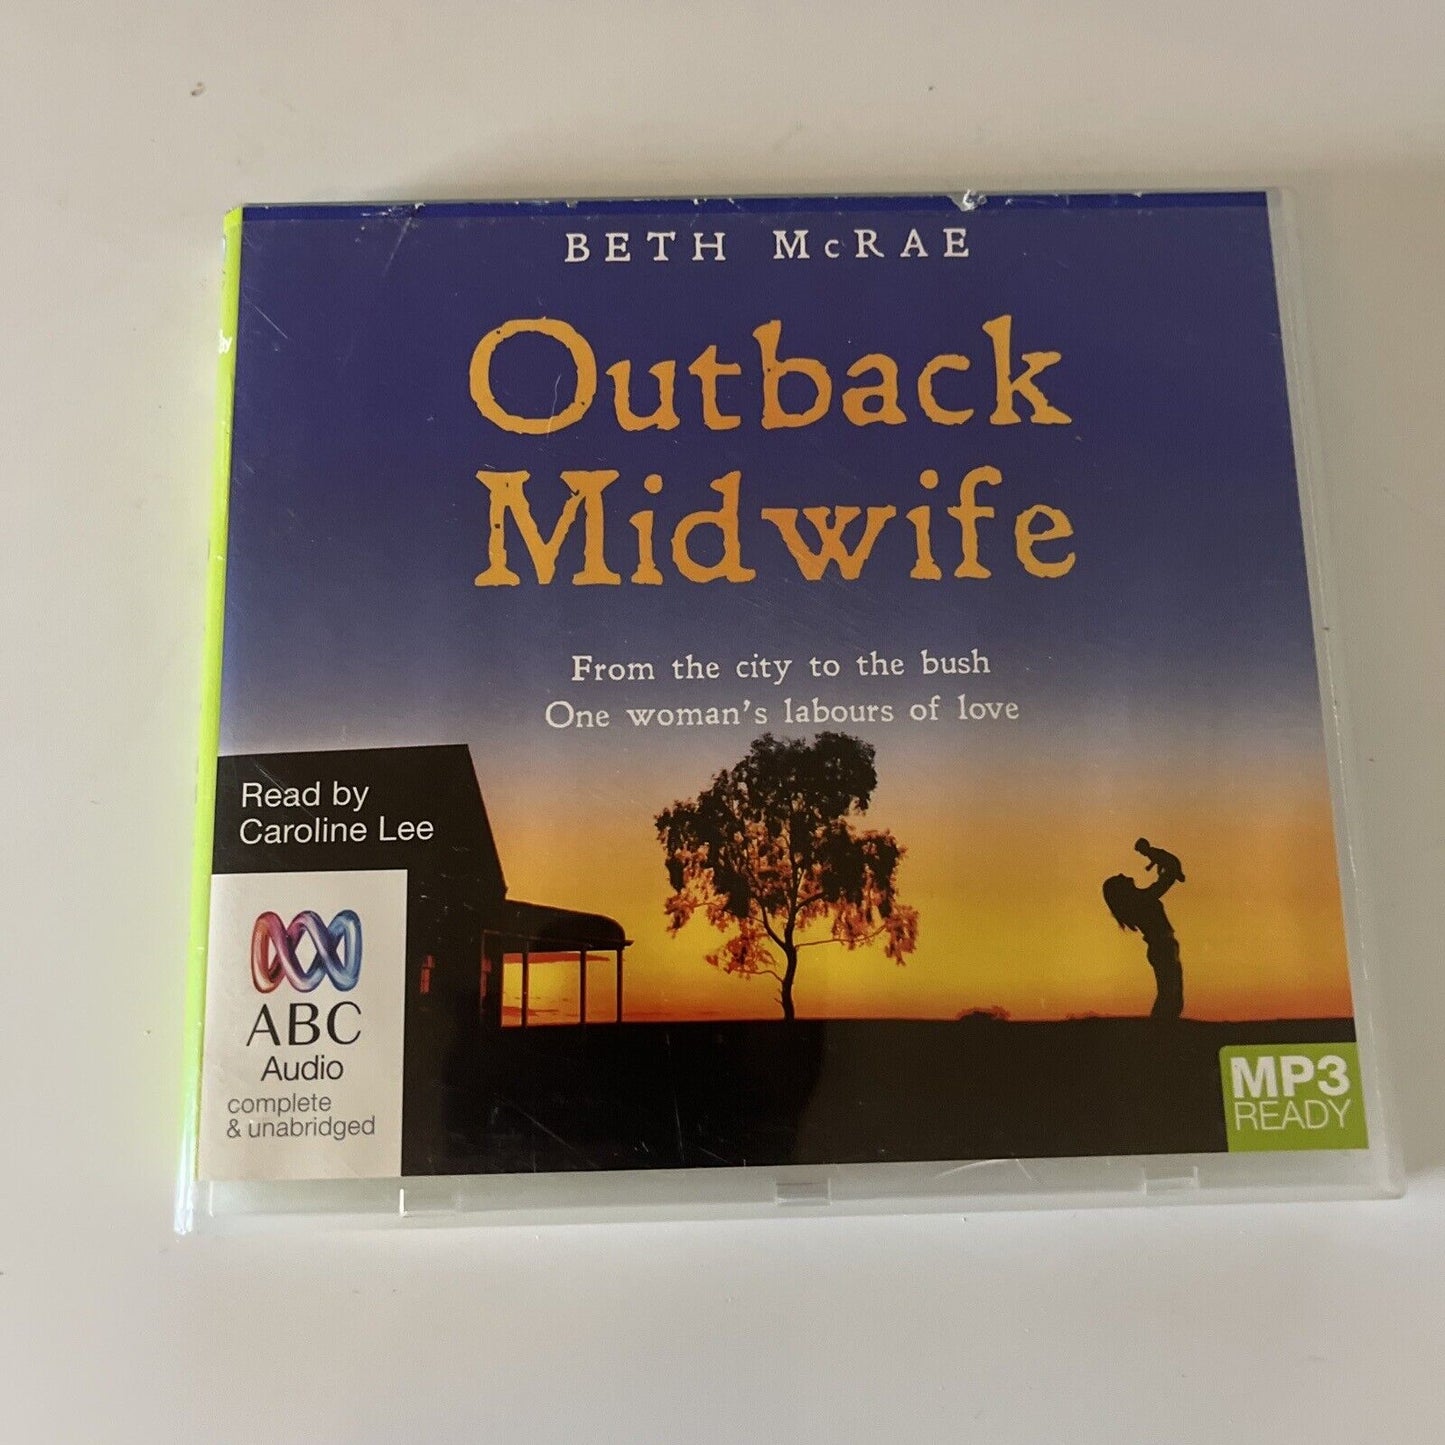 BETH McRAE
Outback
Midwife
From the city to the bush
One woman's labours of love
Read by
Caroline Lee
ABC
Audio
complete
& unabridged
MP3
READY